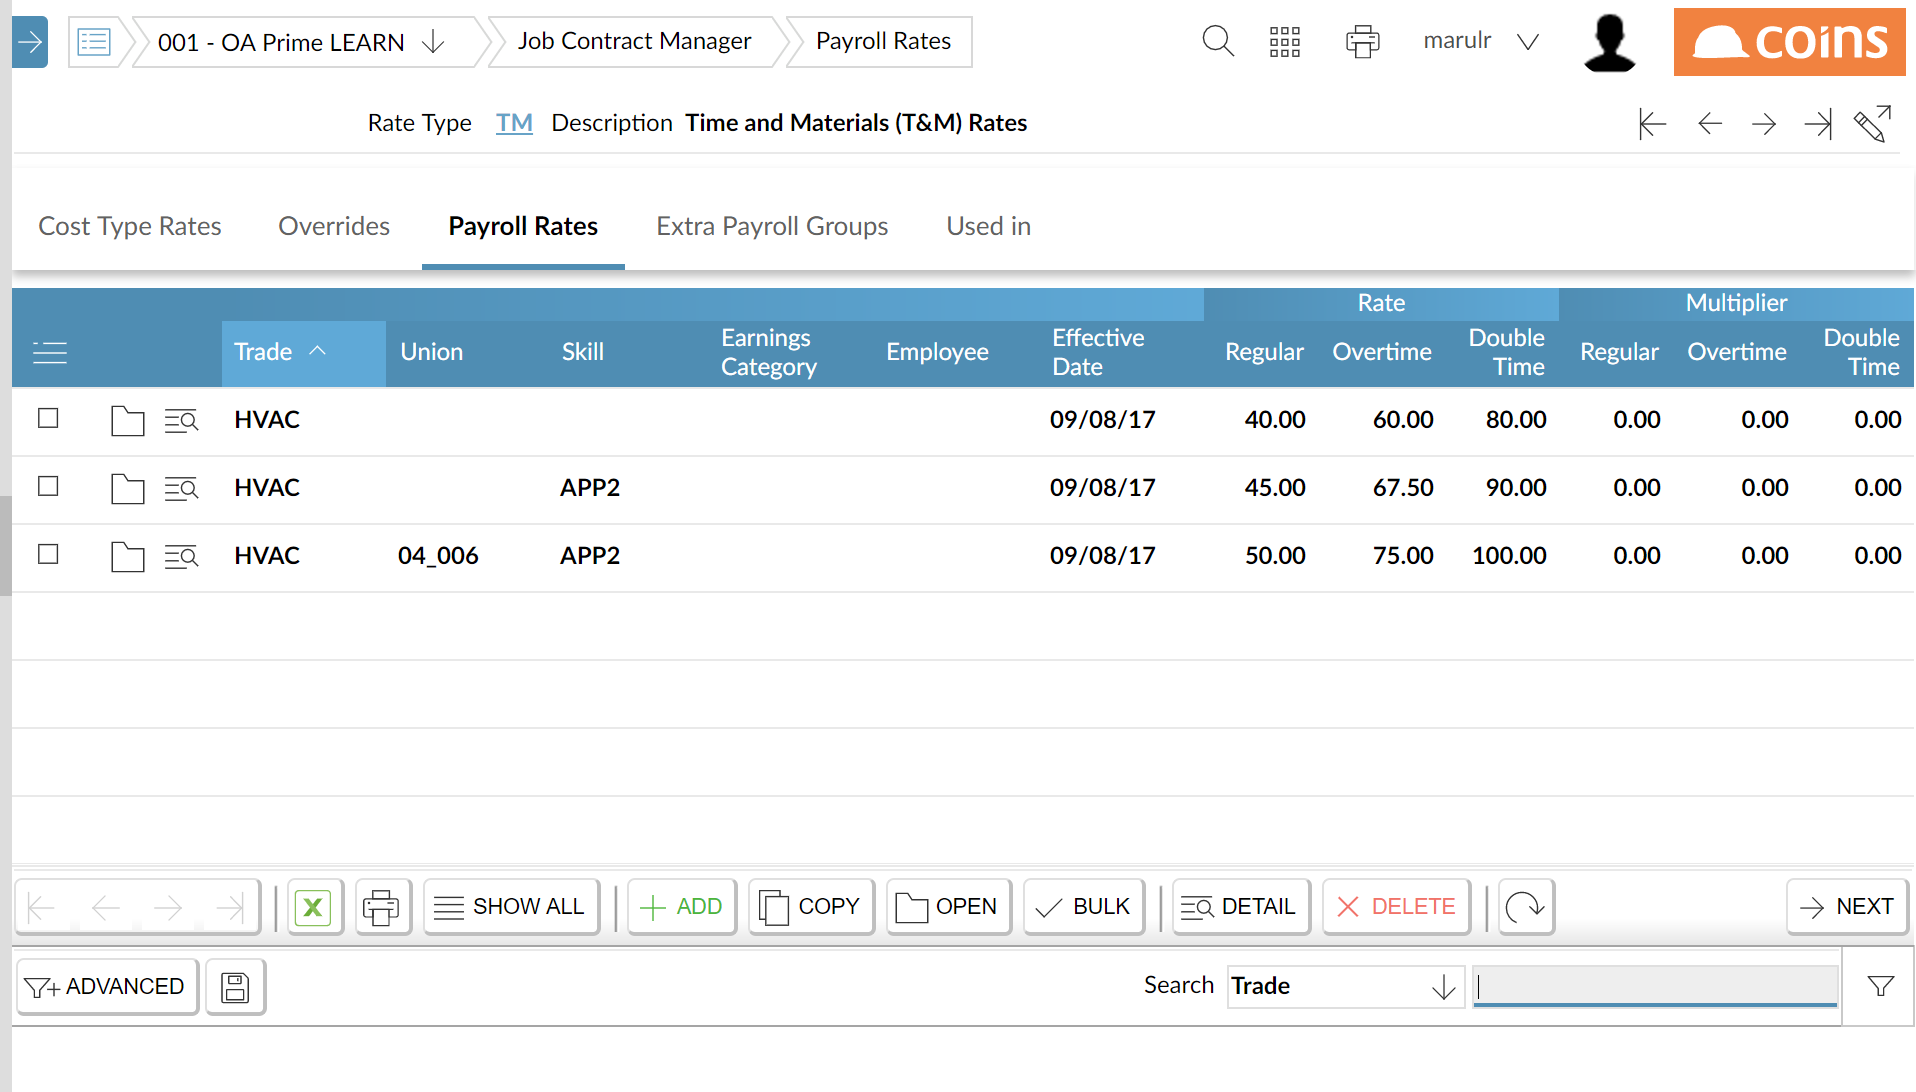 001 - OA Prime LEARN
Job Contract Manager
Payroll Rates
marulr
coins
Rate Type TM Description Time and Materials (T&M) Rates
Cost Type Rates Overrides Payroll Rates Extra Payroll Groups Used in
Rate Multiplier
Trade Union Skill Earnings Category Employee Effective Date Regular Overtime Double Time Regular Overtime Double Time
HVAC 09/08/17 40.00 60.00 80.00 0.00 0.00 0.00
HVAC APP2 09/08/17 45.00 67.50 90.00 0.00 0.00 0.00
HVAC 04_006 APP2 09/08/17 50.00 75.00 100.00 0.00 0.00 0.00
SHOW ALL ADD COPY OPEN BULK DETAIL DELETE NEXT
ADVANCED Search Trade